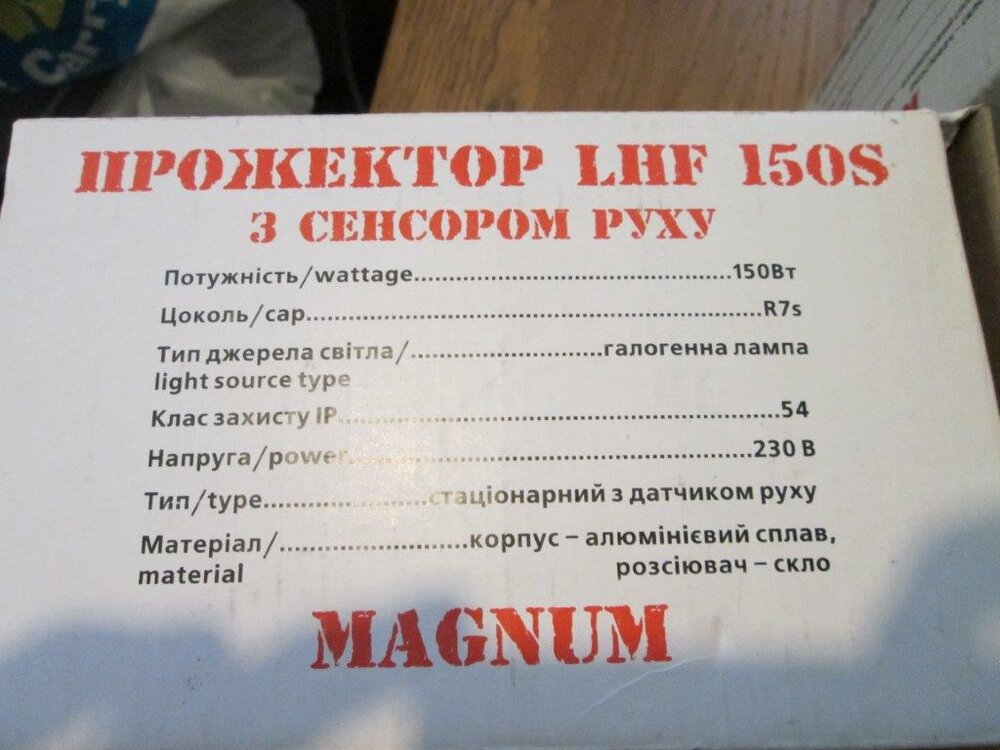 Carry
ПРОЖЕКТОР LHF 150S
З СЕНСОРОМ РУХУ
Потужність/wattage......................................150Вт
Цоколь/cap.......................................................R7s
Тип джерела світла/.......................галогенна лампа
light source type
Клас захисту IP.....................................................54
Напруга/power.................................................230 В
Тип/type....................стаціонарний з датчиком руху
Матеріал/.......................корпус – алюмінієвий сплав,
material розсіювач – скло
MAGNUM